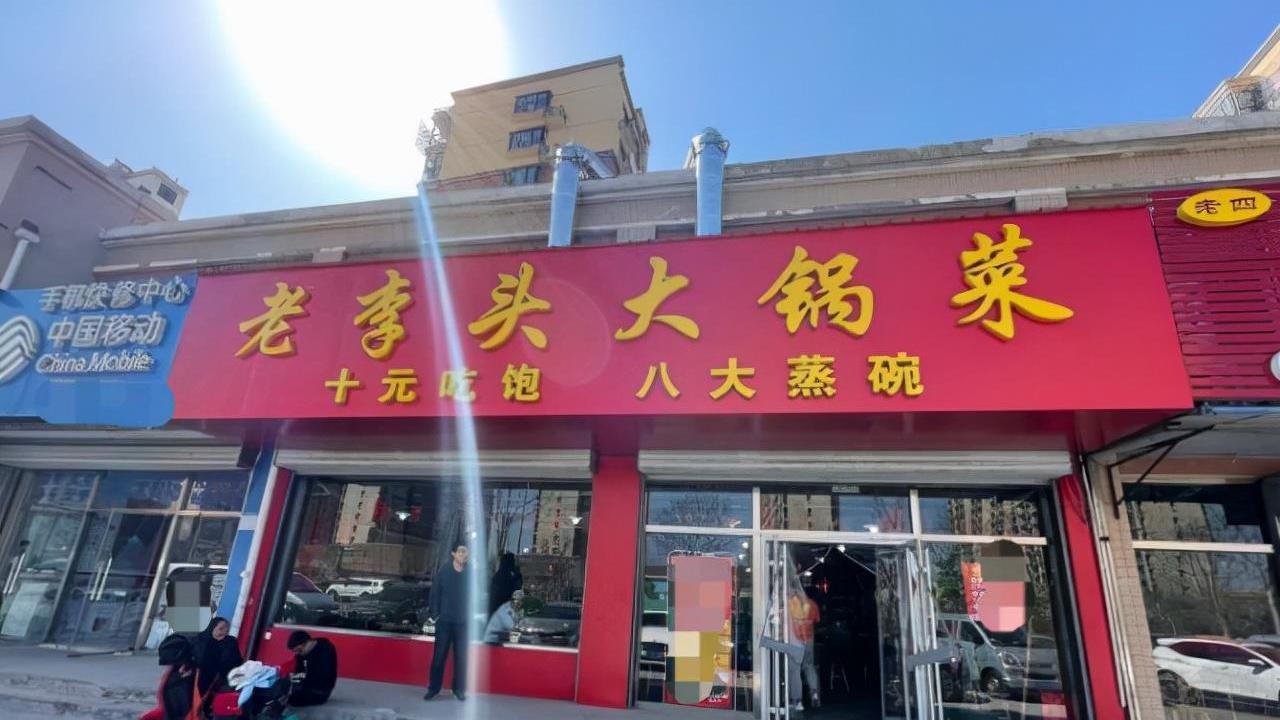 老李头大锅菜
十元吃饱 八大蒸碗
手机快修中心
中国移动
China Mobile
老四